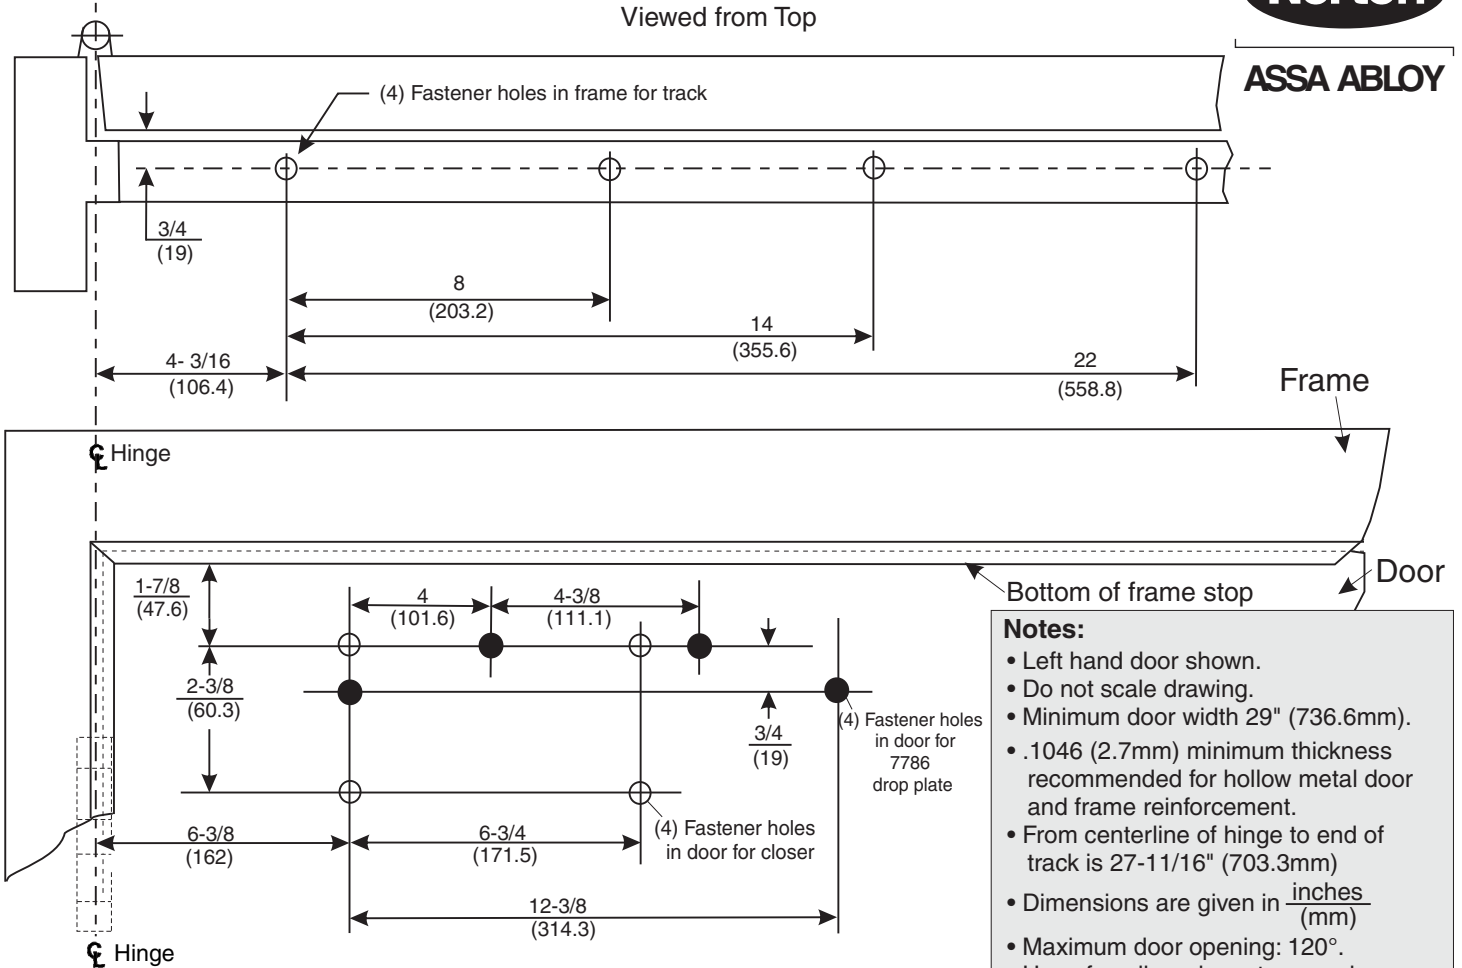 Viewed from Top
ASSA ABLOY
(4) Fastener holes in frame for track
3/4
(19)
8
(203.2)
14
(355.6)
4- 3/16
(106.4)
22
(558.8)
Frame
℄ Hinge
1-7/8
(47.6)
4
(101.6)
4-3/8
(111.1)
Bottom of frame stop
Door
2-3/8
(60.3)
3/4
(19)
(4) Fastener holes
in door for
7786
drop plate
6-3/8
(162)
6-3/4
(171.5)
(4) Fastener holes
in door for closer
12-3/8
(314.3)
℄ Hinge
Notes:
• Left hand door shown.
• Do not scale drawing.
• Minimum door width 29" (736.6mm).
• .1046 (2.7mm) minimum thickness
recommended for hollow metal door
and frame reinforcement.
• From centerline of hinge to end of
track is 27-11/16" (703.3mm)
• Dimensions are given in inches
(mm)
• Maximum door opening: 120°.